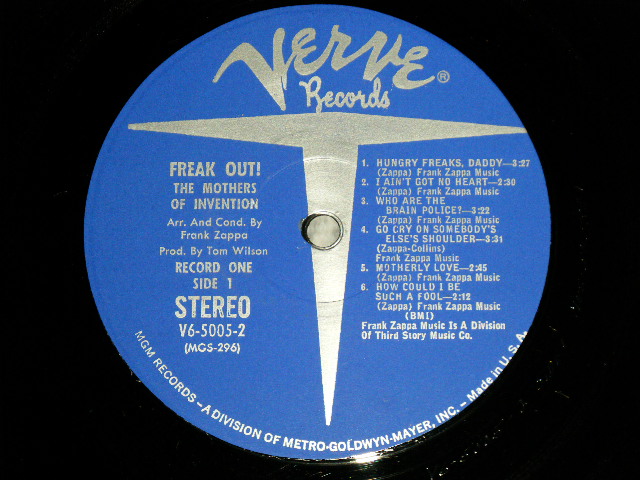 VERVE®
Records
FREAK OUT!
THE MOTHERS
OF INVENTION
Arr. And Cond. By
Frank Zappa
Prod. By Tom Wilson
RECORD ONE
SIDE 1
STEREO
V6-5005-2
(MGS-296)
1. HUNGRY FREAKS, DADDY—3:27
(Zappa) Frank Zappa Music
2. I AIN'T GOT NO HEART—2:30
(Zappa) Frank Zappa Music
3. WHO ARE THE
BRAIN POLICE?—3:22
(Zappa) Frank Zappa Music
4. GO CRY ON SOMEBODY'S
ELSE'S SHOULDER—3:31
(Zappa-Collins)
Frank Zappa Music
5. MOTHERLY LOVE—2:45
(Zappa) Frank Zappa Music
6. HOW COULD I BE
SUCH A FOOL—2:12
(Zappa) Frank Zappa Music
(BMI)
Frank Zappa Music Is A Division
Of Third Story Music Co.
MGM RECORDS—A DIVISION OF METRO-GOLDWYN-MAYER, INC.—Made in U.S.A.